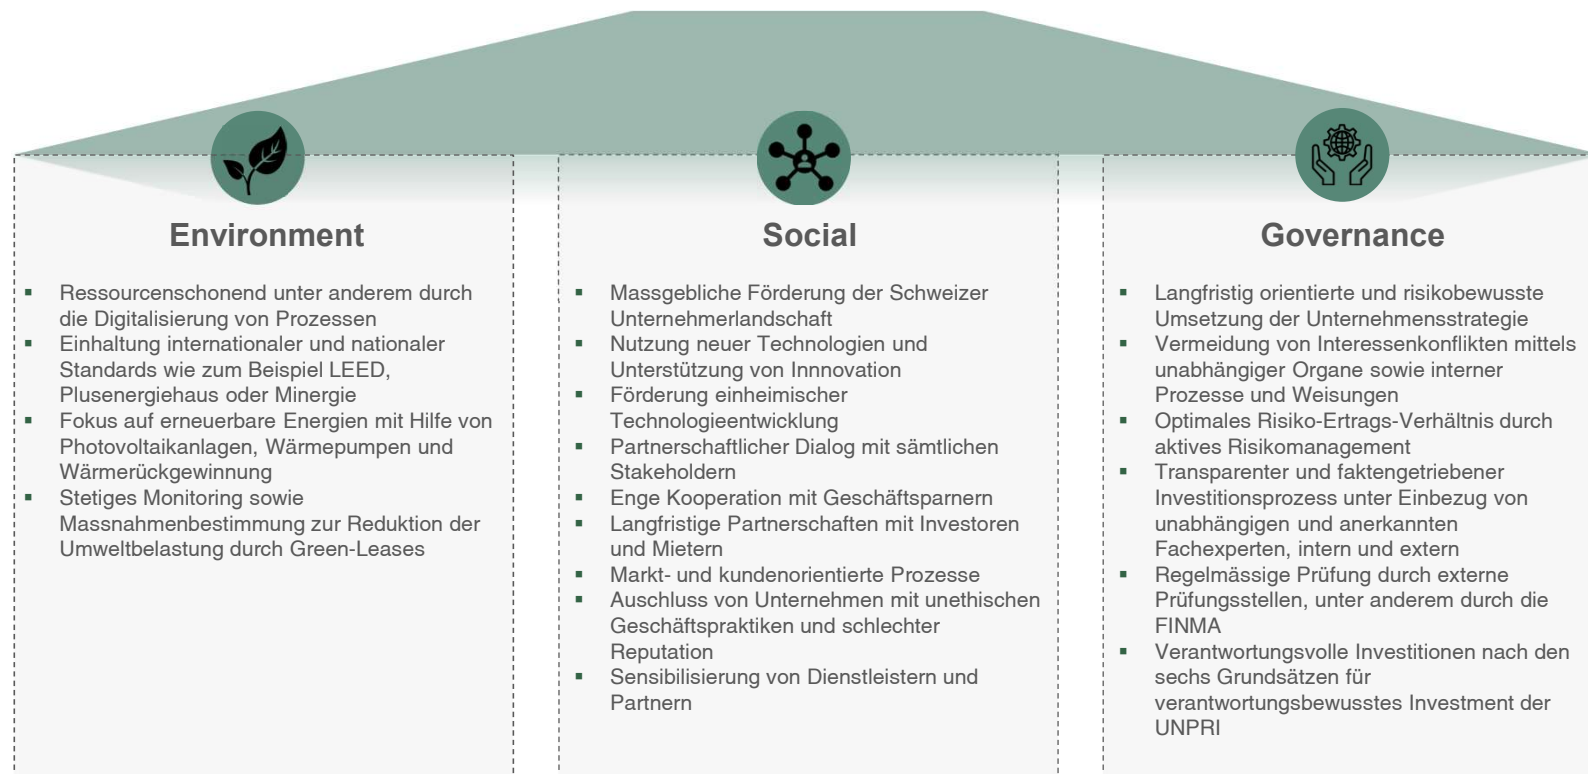 Environment
▪ Ressourcenschonend unter anderem durch
die Digitalisierung von Prozessen
▪ Einhaltung internationaler und nationaler
Standards wie zum Beispiel LEED,
Plusenergiehaus oder Minergie
▪ Fokus auf erneuerbare Energien mit Hilfe von
Photovoltaikanlagen, Wärmepumpen und
Wärmerückgewinnung
▪ Stetiges Monitoring sowie
Massnahmenbestimmung zur Reduktion der
Umweltbelastung durch Green-Leases
Social
▪ Massgebliche Förderung der Schweizer
Unternehmerlandschaft
▪ Nutzung neuer Technologien und
Unterstützung von Innnovation
▪ Förderung einheimischer
Technologieentwicklung
▪ Partnerschaftlicher Dialog mit sämtlichen
Stakeholdern
▪ Enge Kooperation mit Geschäftsparnern
▪ Langfristige Partnerschaften mit Investoren
und Mietern
▪ Markt- und kundenorientierte Prozesse
▪ Auschluss von Unternehmen mit unethischen
Geschäftspraktiken und schlechter
Reputation
▪ Sensibilisierung von Dienstleistern und
Partnern
Governance
▪ Langfristig orientierte und risikobewusste
Umsetzung der Unternehmensstrategie
▪ Vermeidung von Interessenkonflikten mittels
unabhängiger Organe sowie interner
Prozesse und Weisungen
▪ Optimales Risiko-Ertrags-Verhältnis durch
aktives Risikomanagement
▪ Transparenter und faktengetriebener
Investitionsprozess unter Einbezug von
unabhängigen und anerkannten
Fachexperten, intern und extern
▪ Regelmässige Prüfung durch externe
Prüfungsstellen, unter anderem durch die
FINMA
▪ Verantwortungsvolle Investitionen nach den
sechs Grundsätzen für
verantwortungsbewusstes Investment der
UNPRI